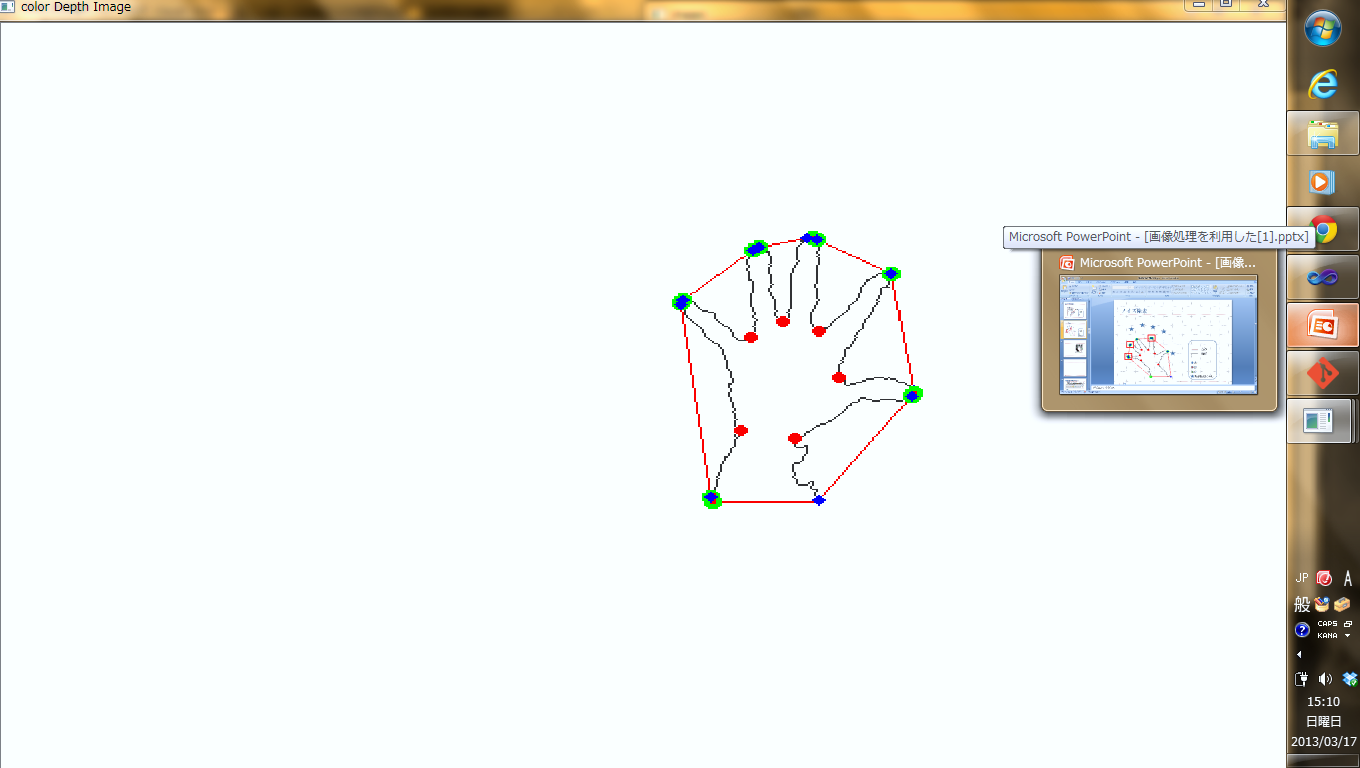 color Depth Image
Microsoft PowerPoint - [画像処理を利用した[1].pptx]
Microsoft PowerPoint - [画像...
JP
A
般
CAPS
KANA
15:10
日曜日
2013/03/17